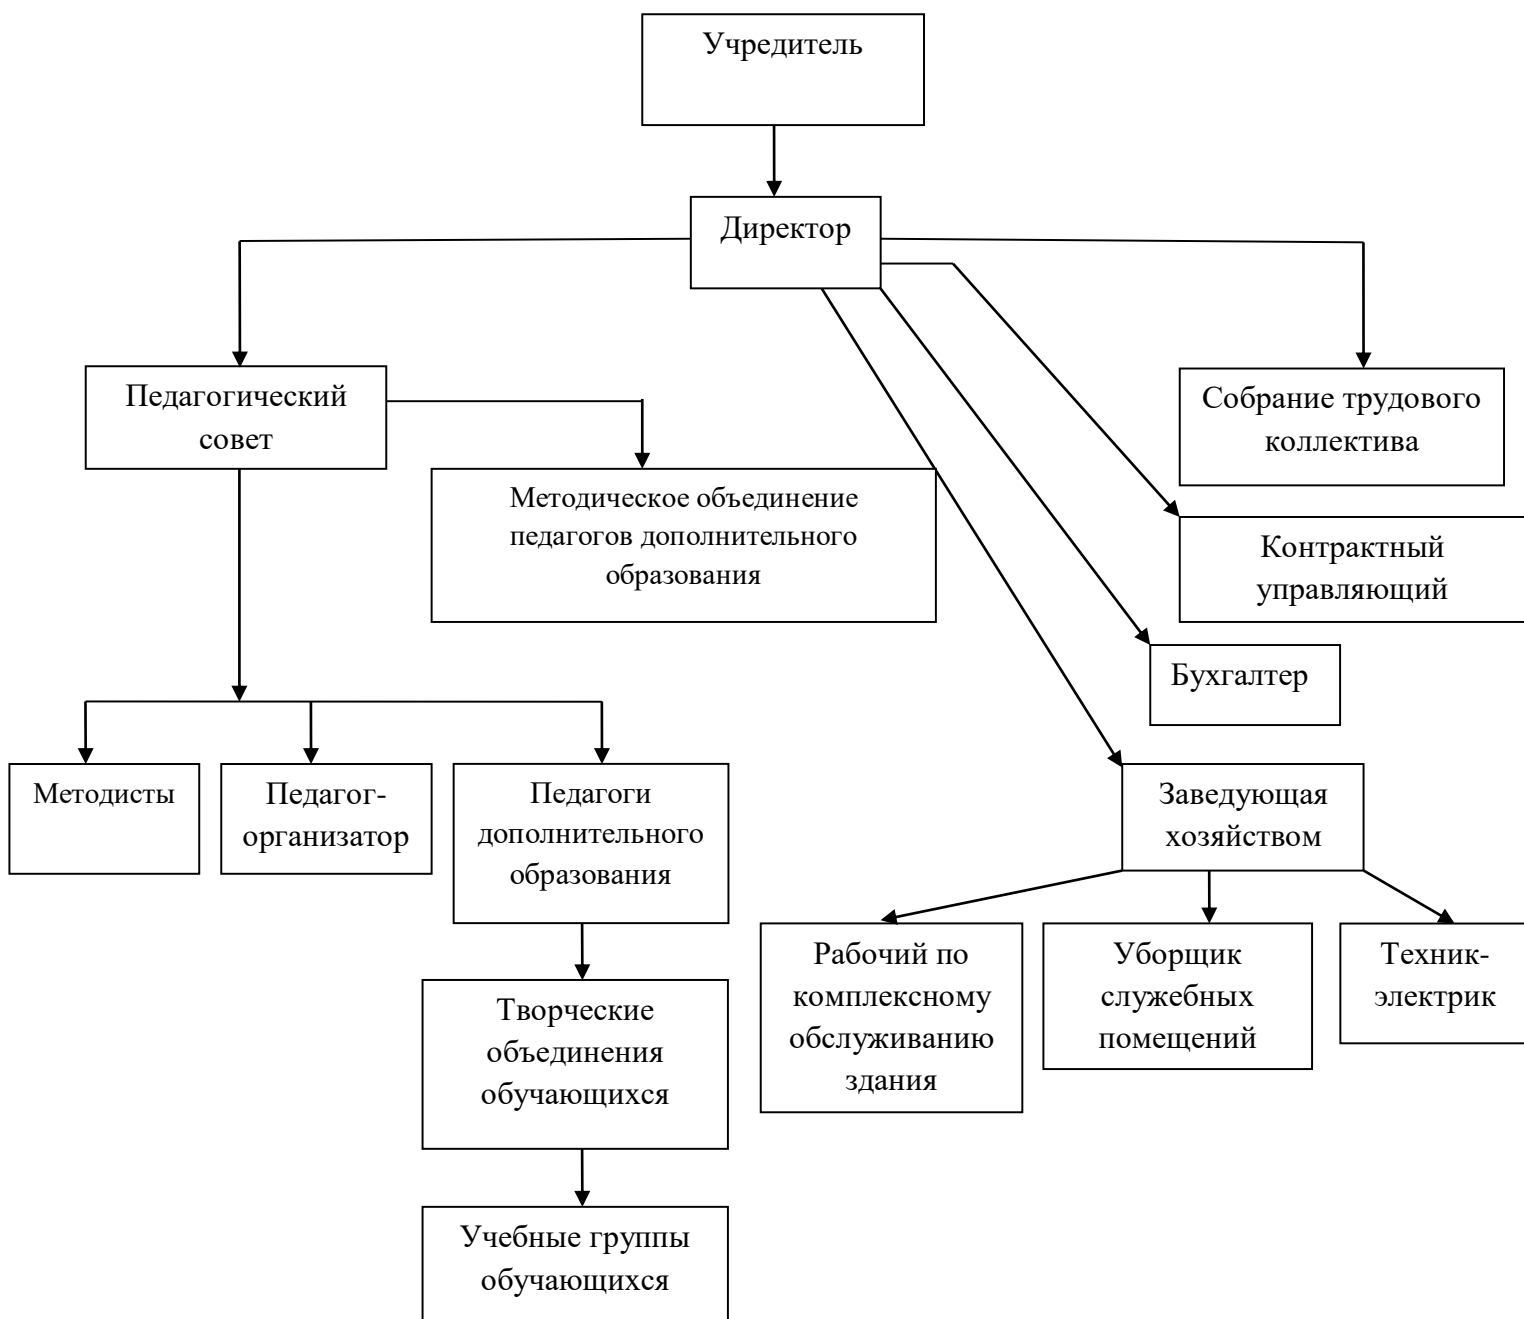 Учредитель
Директор
Педагогический
совет
Собрание трудового
коллектива
Методическое объединение
педагогов дополнительного
образования
Контрактный
управляющий
Бухгалтер
Методисты
Педагог-
организатор
Педагоги
дополнительного
образования
Заведующая
хозяйством
Рабочий по
комплексному
обслуживанию
здания
Уборщик
служебных
помещений
Техник-
электрик
Творческие
объединения
обучающихся
Учебные группы
обучающихся